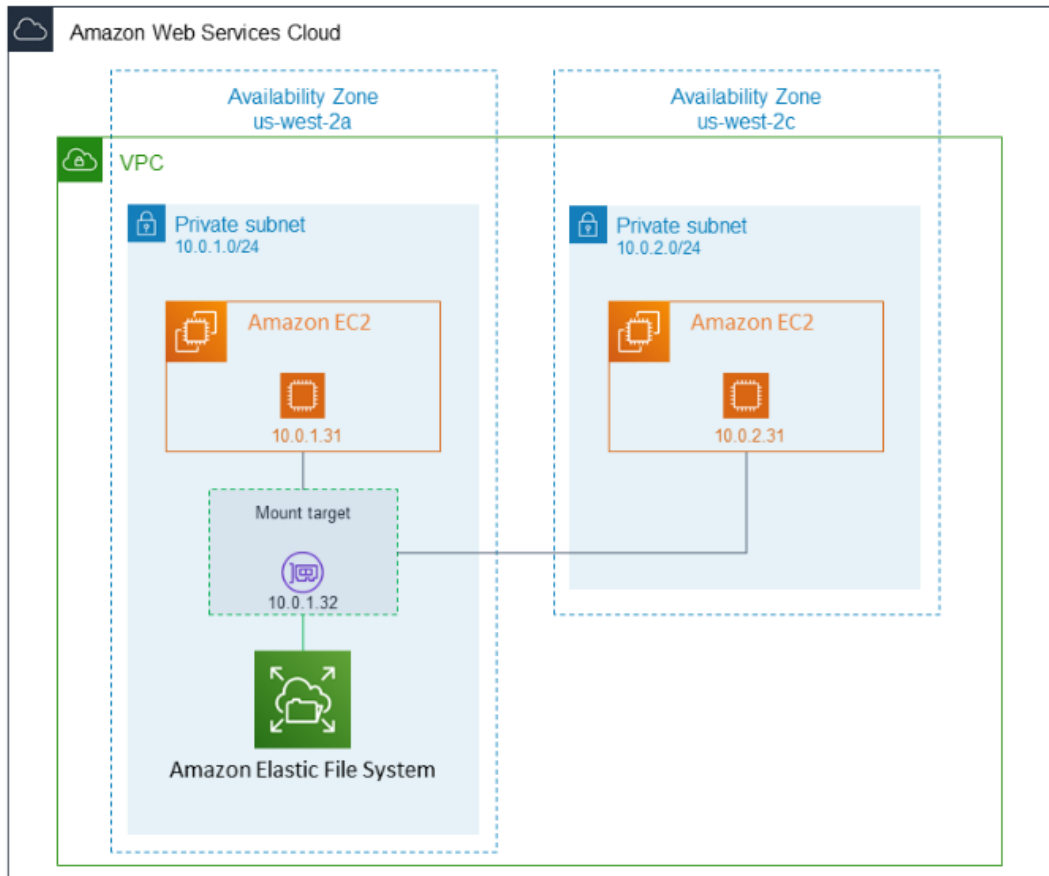 Amazon Web Services Cloud
Availability Zone
us-west-2a
Availability Zone
us-west-2c
VPC
Private subnet
10.0.1.0/24
Private subnet
10.0.2.0/24
Amazon EC2
10.0.1.31
Amazon EC2
10.0.2.31
Mount target
10.0.1.32
Amazon Elastic File System